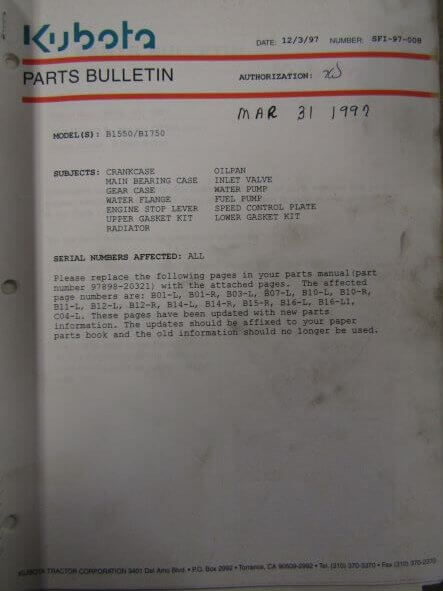 Kubota
DATE: 12/3/97 NUMBER: SFI-97-008
PARTS BULLETIN AUTHORIZATION:
MAR 31 1997
MODEL(S): B1550/B1750
SUBJECTS: CRANKCASE OILPAN
MAIN BEARING CASE INLET VALVE
GEAR CASE WATER PUMP
WATER FLANGE FUEL PUMP
ENGINE STOP LEVER SPEED CONTROL PLATE
UPPER GASKET KIT LOWER GASKET KIT
RADIATOR
SERIAL NUMBERS AFFECTED: ALL
Please replace the following pages in your parts manual(part
number 97898-20321) with the attached pages. The affected
page numbers are: B01-L, B01-R, B03-L, B07-L, B10-L, B10-R,
B11-L, B12-L, B12-R, B14-L, B14-R, B15-R, B16-L, B16-L1,
C04-L. These pages have been updated with new parts
information. The updates should be affixed to your paper
parts book and the old information should no longer be used.
KUBOTA TRACTOR CORPORATION 3401 Del Amo Blvd. • P.O. Box 2992 • Torrance, CA 90509-2992 • Tel. (310) 370-3370 • Fax (310) 370-2370